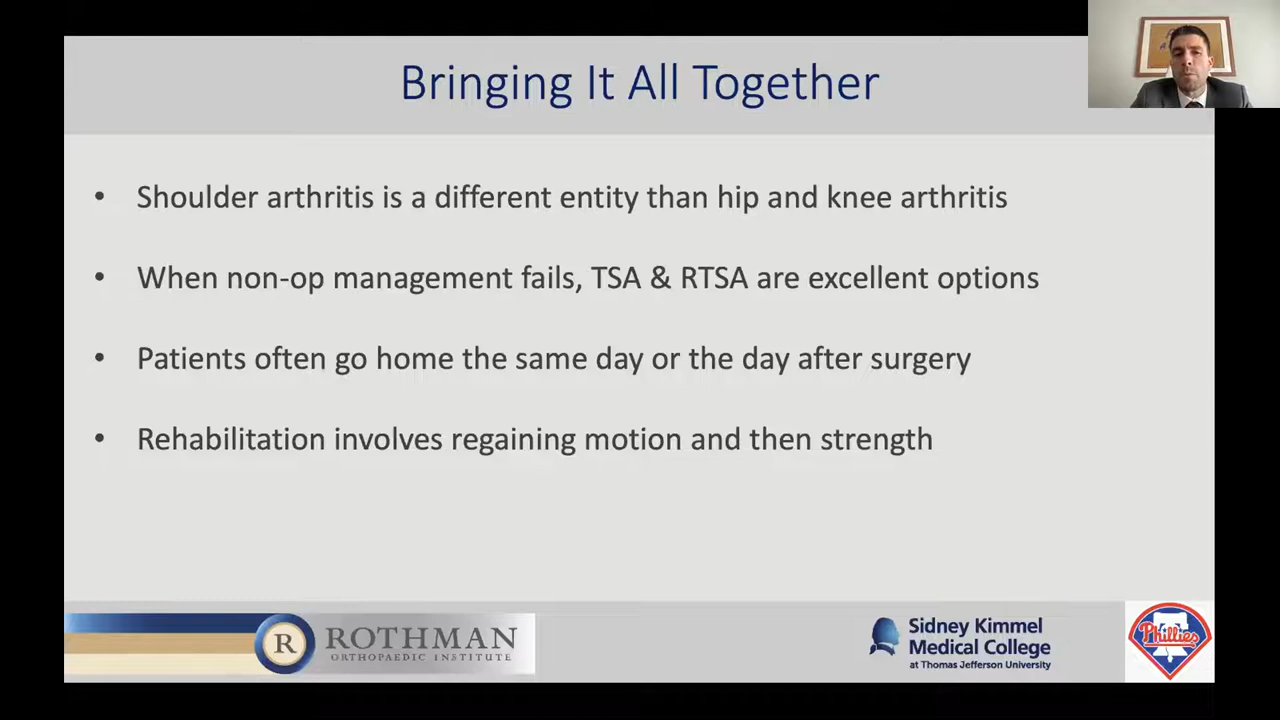 Bringing It All Together
• Shoulder arthritis is a different entity than hip and knee arthritis
• When non-op management fails, TSA & RTSA are excellent options
• Patients often go home the same day or the day after surgery
• Rehabilitation involves regaining motion and then strength
R ROTHMAN
ORTHOPAEDIC INSTITUTE
Sidney Kimmel
Medical College
at Thomas Jefferson University
Phillies